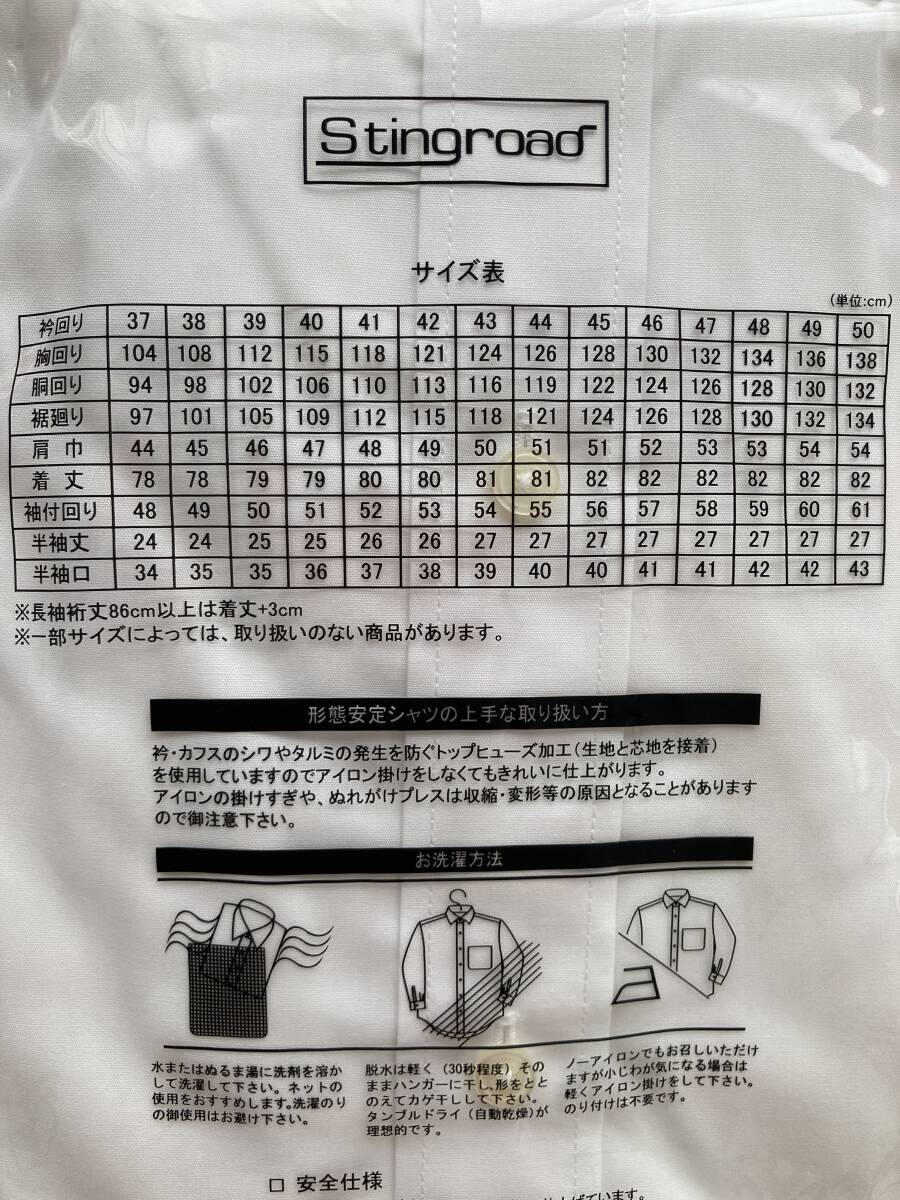 Stingroad
サイズ表
(単位:cm)
衿回り 37 38 39 40 41 42 43 44 45 46 47 48 49 50
胸回り 104 108 112 115 118 121 124 126 128 130 132 134 136 138
胴回り 94 98 102 106 110 113 116 119 122 124 126 128 130 132
裾廻り 97 101 105 109 112 115 118 121 124 126 128 130 132 134
肩巾 44 45 46 47 48 49 50 51 51 52 53 53 54 54
着丈 78 78 79 79 80 80 81 81 82 82 82 82 82 82
袖付回り 48 49 50 51 52 53 54 55 56 57 58 59 60 61
半袖丈 24 24 25 25 26 26 27 27 27 27 27 27 27 27
半袖口 34 35 35 36 37 38 39 40 40 41 41 42 42 43
※長袖裄丈86cm以上は着丈+3cm
※一部サイズによっては、取り扱いのない商品があります。
形態安定シャツの上手な取り扱い方
衿・カフスのシワやタルミの発生を防ぐトップヒューズ加工(生地と芯地を接着)
を使用していますのでアイロン掛けをしなくてもきれいに仕上がります。
アイロンの掛けすぎや、ぬれがけプレスは収縮・変形等の原因となることがあります
ので御注意下さい。
お洗濯方法
水またはぬるま湯に洗剤を溶か
して洗濯して下さい。ネットの
使用をおすすめします。洗濯のり
の御使用はお避け下さい。
脱水は軽く(30秒程度)その
ままハンガーに干し、形をとと
のえてカゲ干しして下さい。
タンブルドライ(自動乾燥)が
理想的です。
ノーアイロンでもお召しいただけ
ますが小じわが気になる場合は
軽くアイロン掛けをして下さい。
のり付けは不要です。
□ 安全仕様
上げています。